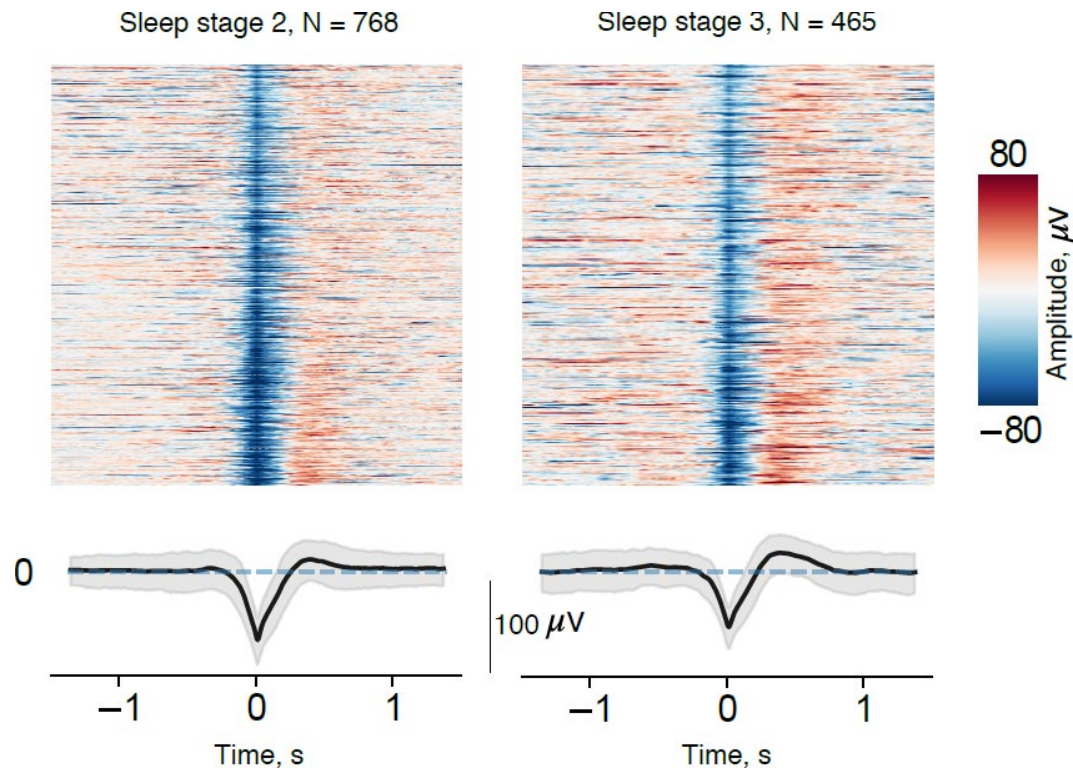 Sleep stage 2, N = 768
Sleep stage 3, N = 465
80
Amplitude, μV
−80
0
100 μV
−1 0 1
−1 0 1
Time, s
Time, s